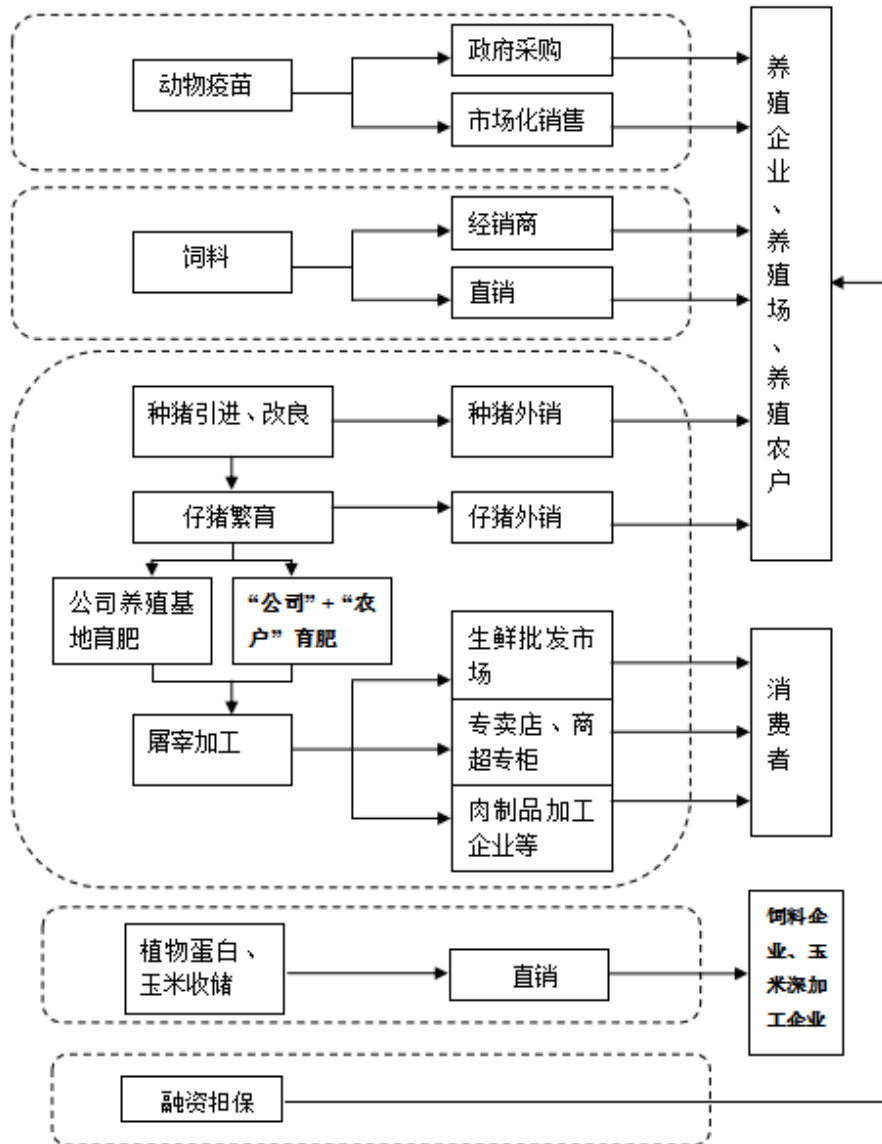 动物疫苗
政府采购
市场化销售
养
殖
企
业
、
养
殖
场
、
养
殖
农
户
饲料
经销商
直销
种猪引进、改良
种猪外销
仔猪繁育
仔猪外销
公司养殖基
地育肥
“公司”+“农
户”育肥
屠宰加工
生鲜批发市
场
专卖店、商
超专柜
肉制品加工
企业等
消
费
者
植物蛋白、
玉米收储
直销
饲料企
业、玉
米深加
工企业
融资担保